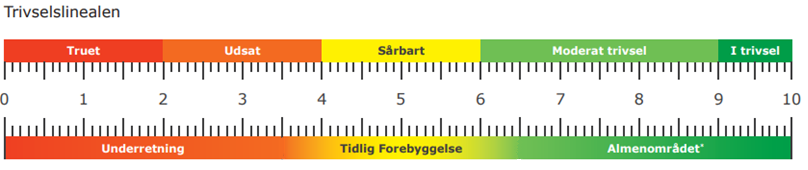 Trivselslinealen
Truet Udsat Sårbart Moderat trivsel I trivsel
0 1 2 3 4 5 6 7 8 9 10
Underretning Tidlig Forebyggelse Almenområdet*